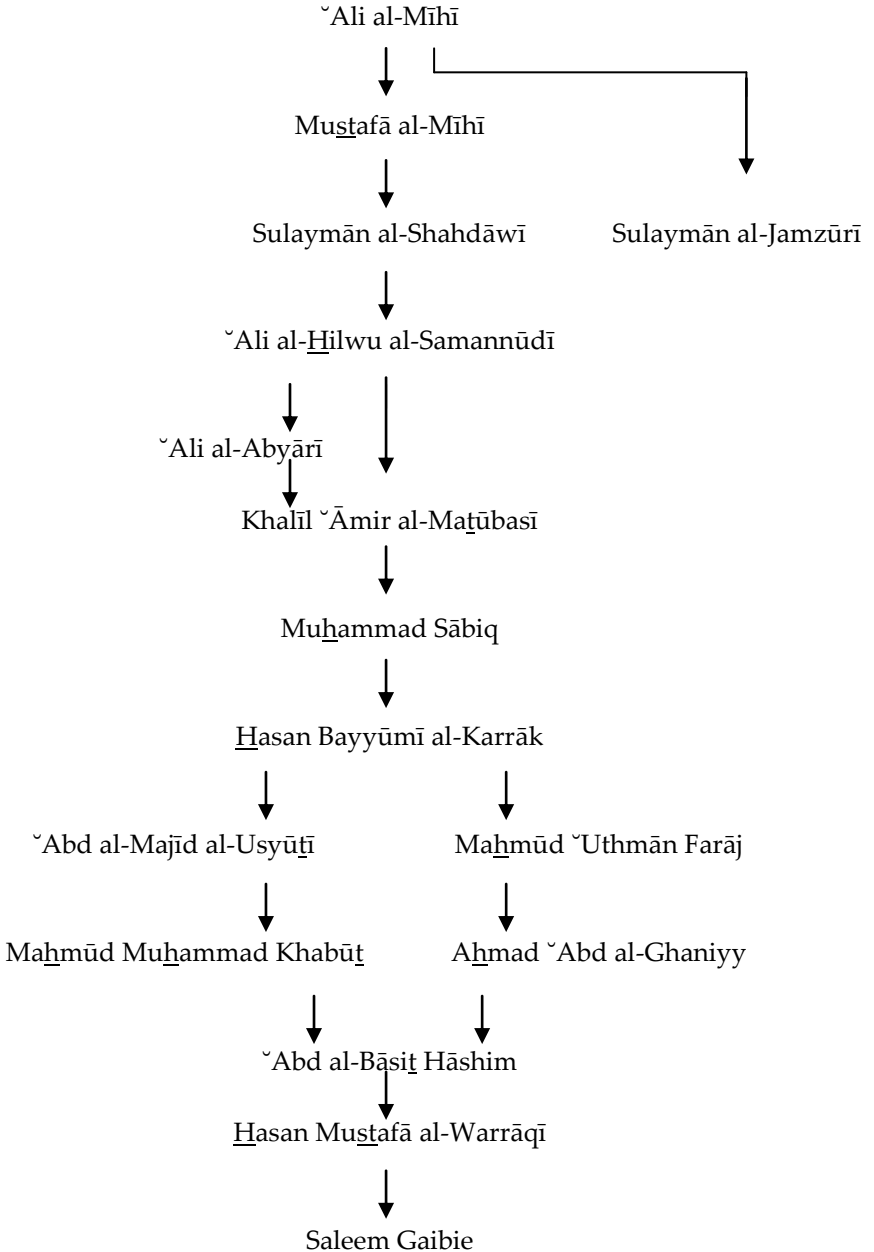 ˘Ali al-Mīhī
Mustafā al-Mīhī
Sulaymān al-Shahdāwī Sulaymān al-Jamzūrī
˘Ali al-Hilwu al-Samannūdī
˘Ali al-Abyārī
Khalīl ˘Āmir al-Matūbasī
Muhammad Sābiq
Hasan Bayyūmī al-Karrāk
˘Abd al-Majīd al-Usyūtī Mahmūd ˘Uthmān Farāj
Mahmūd Muhammad Khabūt Ahmad ˘Abd al-Ghaniyy
˘Abd al-Bāsit Hāshim
Hasan Mustafā al-Warrāqī
Saleem Gaibie